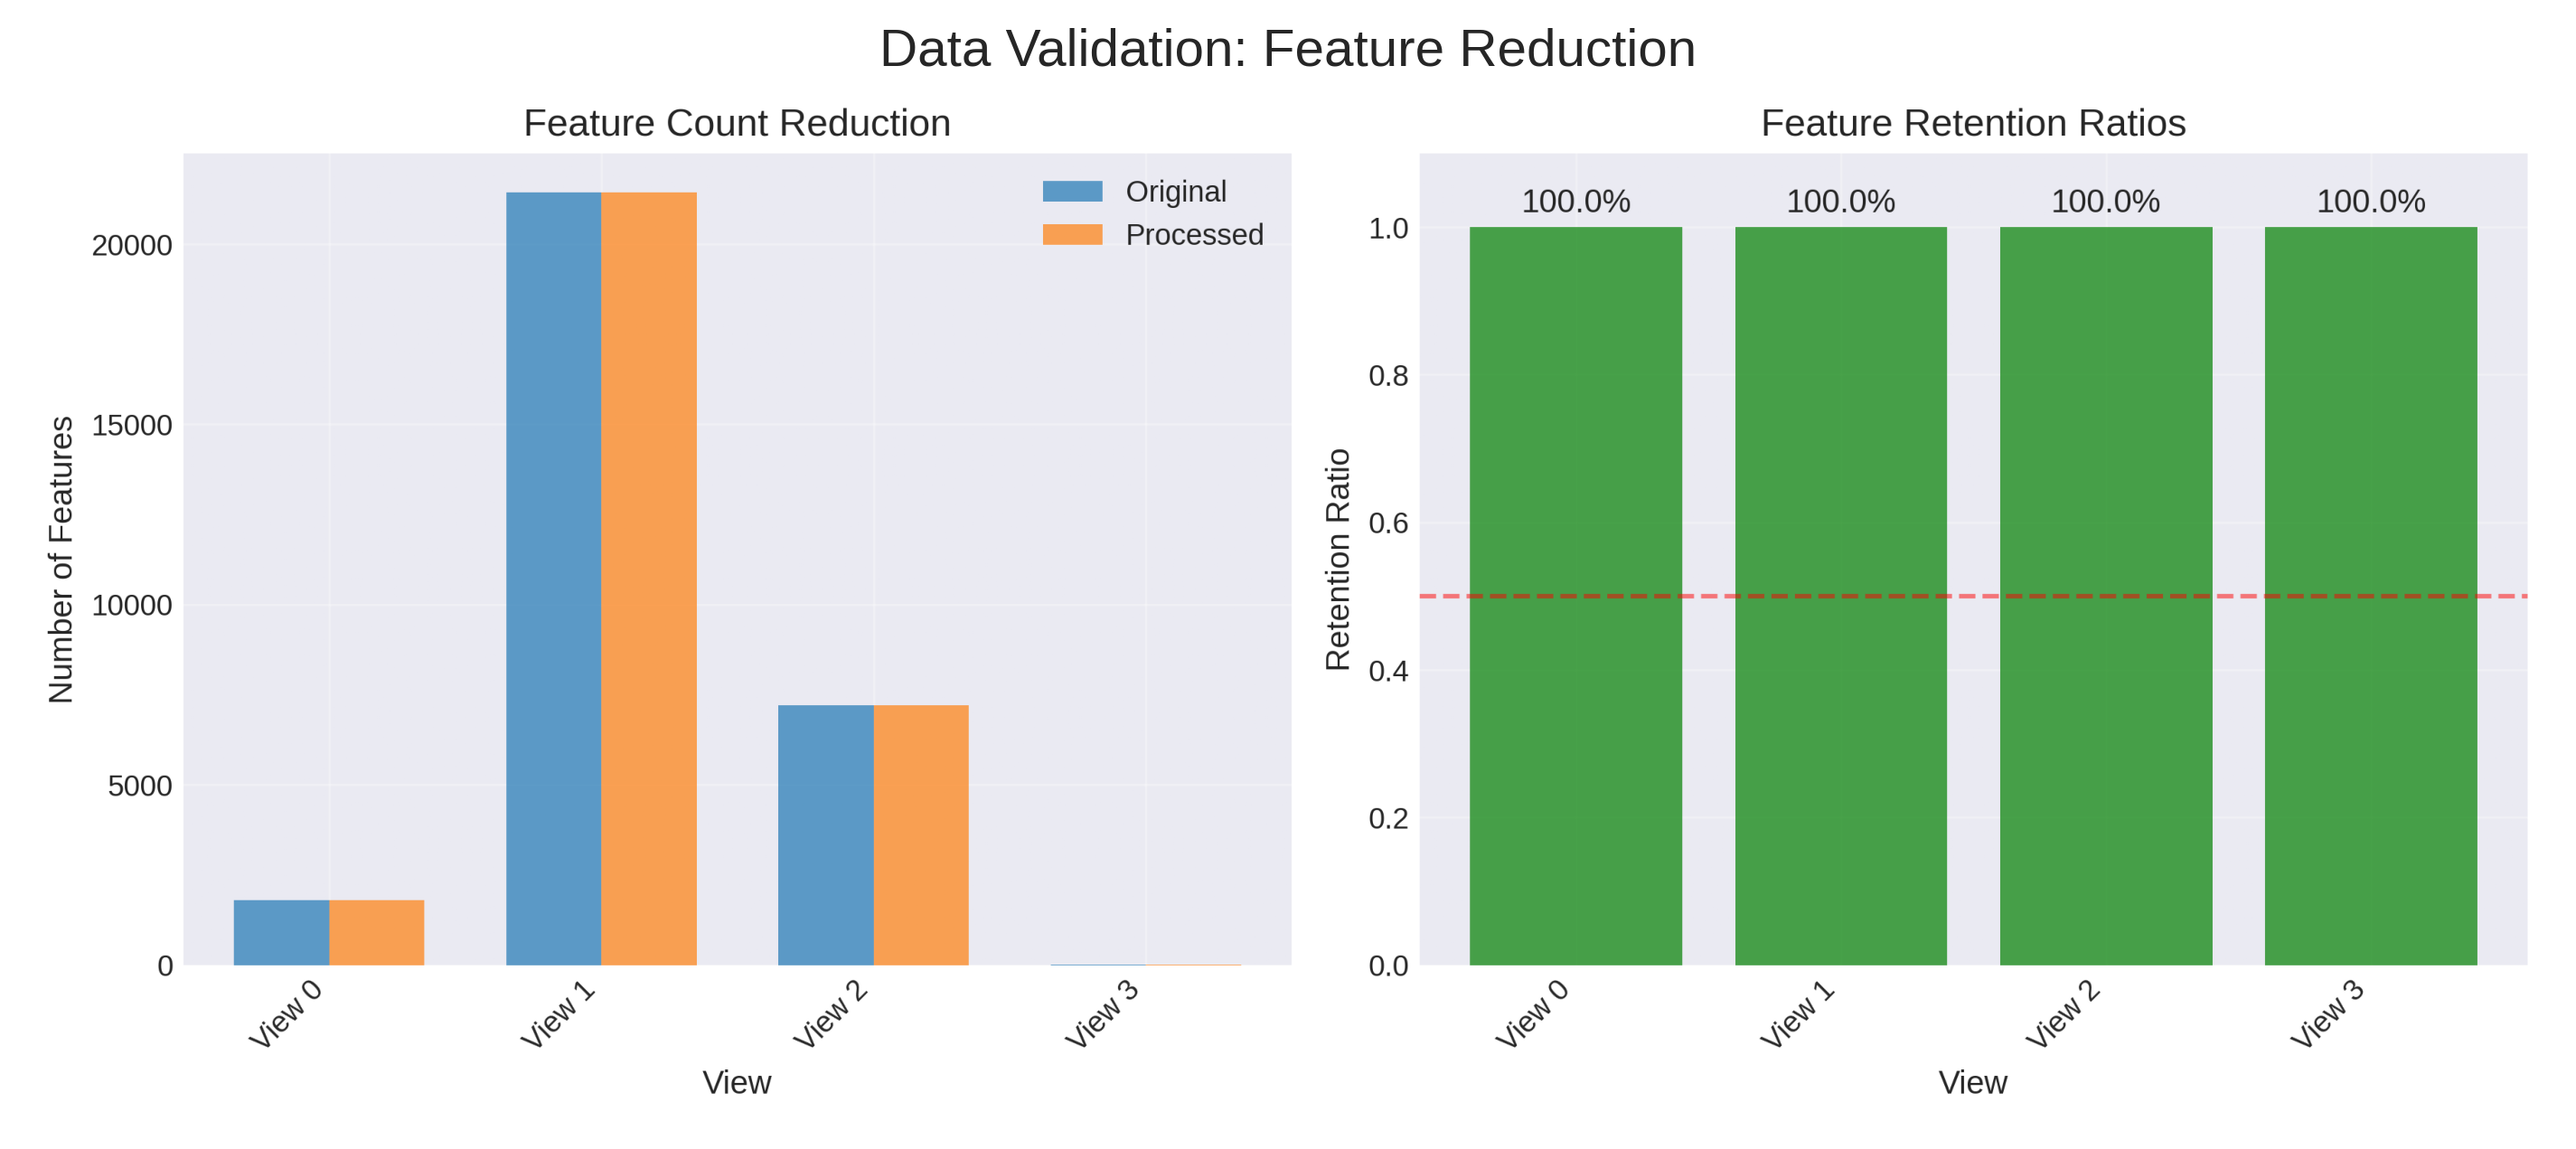 Data Validation: Feature Reduction
Feature Count Reduction
Number of Features
20000
15000
10000
5000
0
Original
Processed
View 0
View 1
View 2
View 3
View
Feature Retention Ratios
Retention Ratio
1.0
0.8
0.6
0.4
0.2
0.0
100.0%
100.0%
100.0%
100.0%
View 0
View 1
View 2
View 3
View